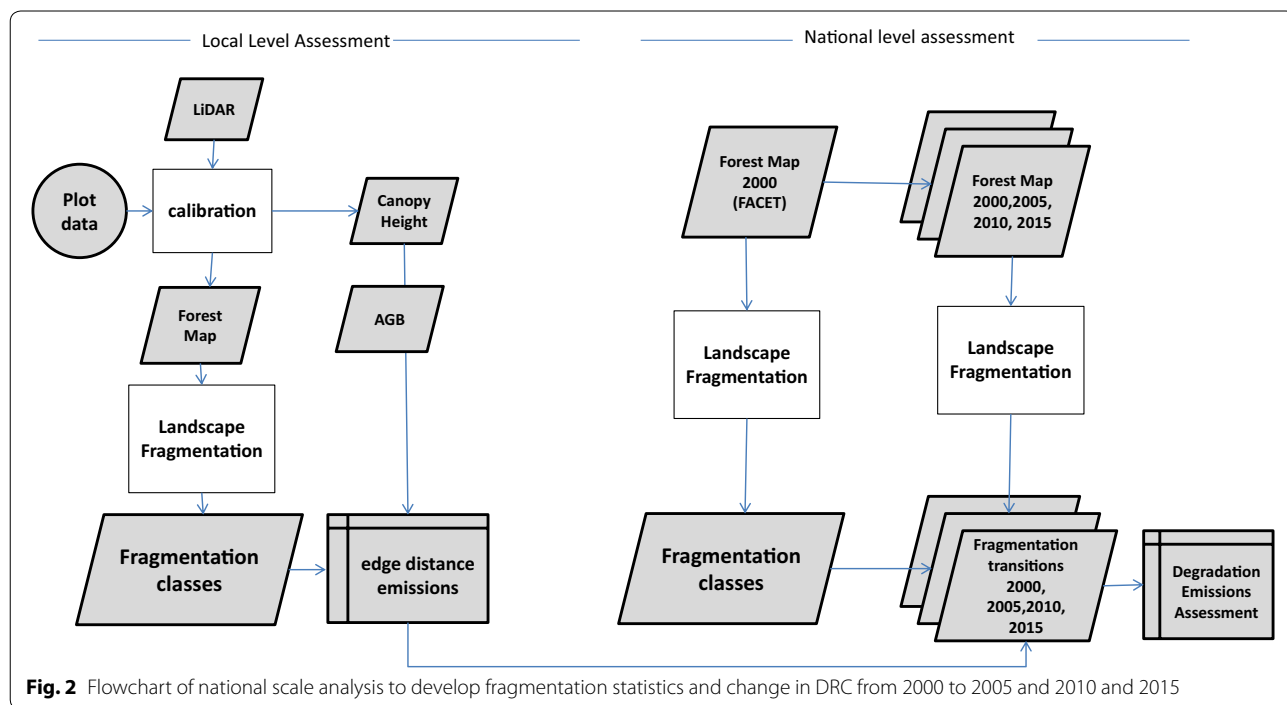 Local Level Assessment
National level assessment
LiDAR
Plot
data
calibration
Canopy
Height
Forest
Map
AGB
Landscape
Fragmentation
Fragmentation
classes
edge distance
emissions
Forest Map
2000
(FACET)
Forest Map
2000,2005,
2010, 2015
Landscape
Fragmentation
Landscape
Fragmentation
Fragmentation
classes
Fragmentation
transitions
2000,
2005,2010,
2015
Degradation
Emissions
Assessment
Fig. 2 Flowchart of national scale analysis to develop fragmentation statistics and change in DRC from 2000 to 2005 and 2010 and 2015